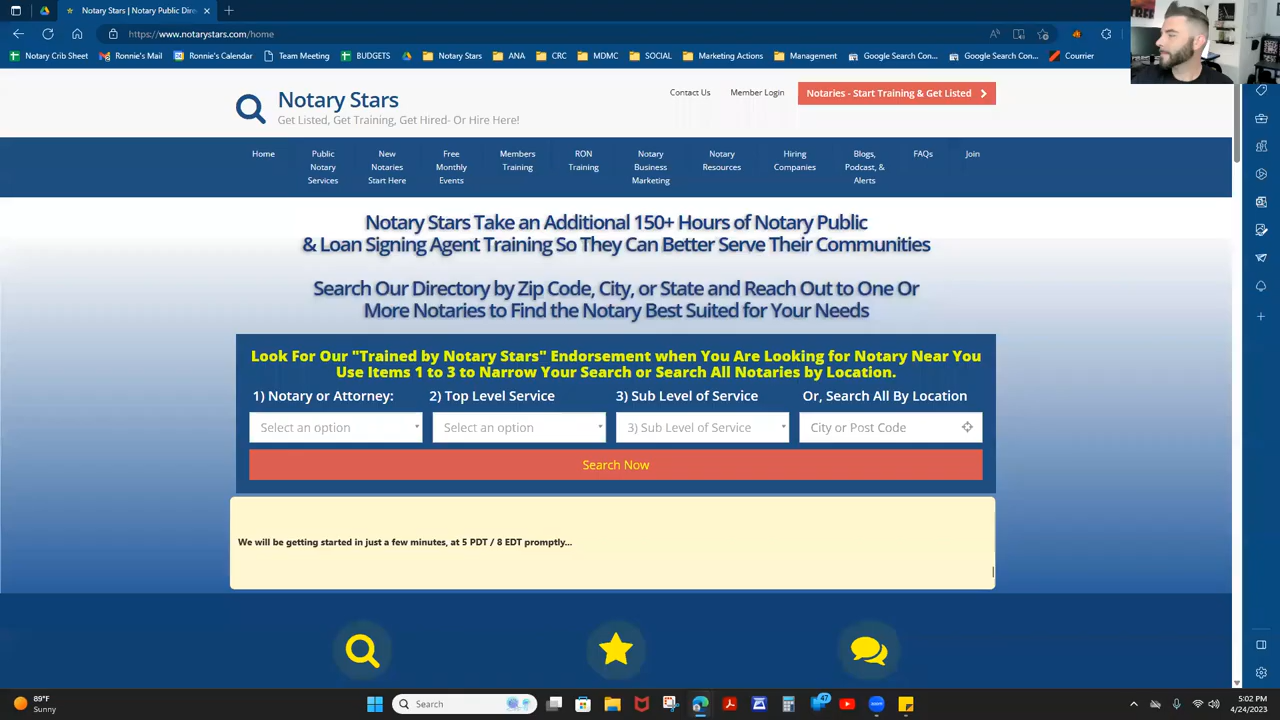 Notary Stars | Notary Public Dire
https://www.notarystars.com/home
Notary Crib Sheet
Ronnie's Mail
Ronnie's Calendar
Team Meeting
BUDGETS
Notary Stars
ANA
CRC
MDMC
SOCIAL
Marketing Actions
Management
Google Search Con...
Google Search Con...
Courrier
Notary Stars
Get Listed, Get Training, Get Hired- Or Hire Here!
Contact Us
Member Login
Notaries - Start Training & Get Listed
Home
Public
Notary
Services
New
Notaries
Start Here
Free
Monthly
Events
Members
Training
RON
Training
Notary
Business
Marketing
Notary
Resources
Hiring
Companies
Blogs,
Podcast, &
Alerts
FAQs
Join
Notary Stars Take an Additional 150+ Hours of Notary Public
& Loan Signing Agent Training So They Can Better Serve Their Communities
Search Our Directory by Zip Code, City, or State and Reach Out to One Or
More Notaries to Find the Notary Best Suited for Your Needs
Look For Our "Trained by Notary Stars" Endorsement when You Are Looking for Notary Near You
Use Items 1 to 3 to Narrow Your Search or Search All Notaries by Location.
1) Notary or Attorney:
2) Top Level Service
3) Sub Level of Service
Or, Search All By Location
Select an option
Select an option
3) Sub Level of Service
City or Post Code
Search Now
We will be getting started in just a few minutes, at 5 PDT / 8 EDT promptly...
89°F
Sunny
Search
47
zoom
5:02 PM
4/24/2023